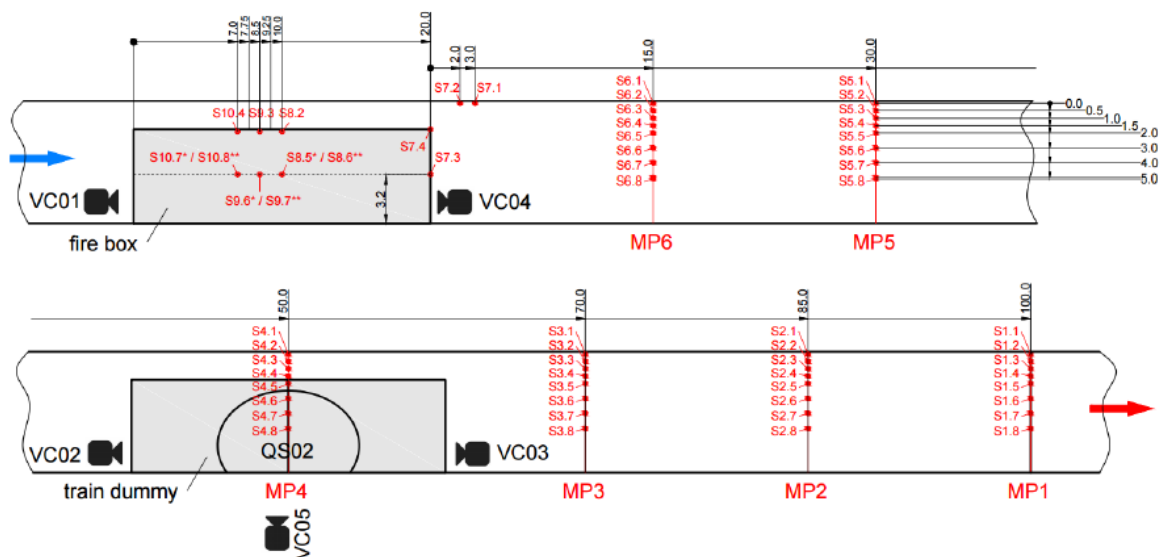 7.0
7.75
8.5
9.25
10.0
20.0
2.0
3.0
15.0
30.0
S7.2
S7.1
S10.4
S9.3
S8.2
S7.4
S10.7* / S10.8**
S8.5* / S8.6**
S7.3
S9.6* / S9.7**
3.2
VC01
VC04
fire box
S6.1
S6.2
S6.3
S6.4
S6.5
S6.6
S6.7
S6.8
MP6
S5.1
S5.2
S5.3
S5.4
S5.5
S5.6
S5.7
S5.8
MP5
0.0
0.5
1.0
1.5
2.0
3.0
4.0
5.0
50.0
70.0
85.0
100.0
S4.1
S4.2
S4.3
S4.4
S4.5
S4.6
S4.7
S4.8
QS02
VC02
VC03
train dummy
MP4
VC05
S3.1
S3.2
S3.3
S3.4
S3.5
S3.6
S3.7
S3.8
MP3
S2.1
S2.2
S2.3
S2.4
S2.5
S2.6
S2.7
S2.8
MP2
S1.1
S1.2
S1.3
S1.4
S1.5
S1.6
S1.7
S1.8
MP1